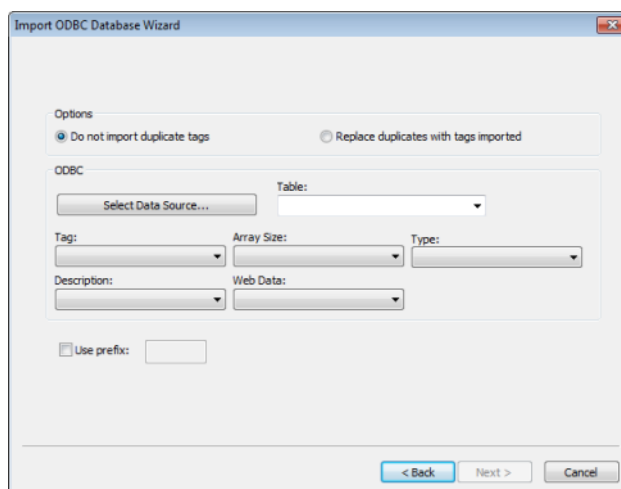 Import ODBC Database Wizard
Options
Do not import duplicate tags
Replace duplicates with tags imported
ODBC
Table:
Select Data Source...
Tag:
Array Size:
Type:
Description:
Web Data:
Use prefix:
< Back
Next >
Cancel